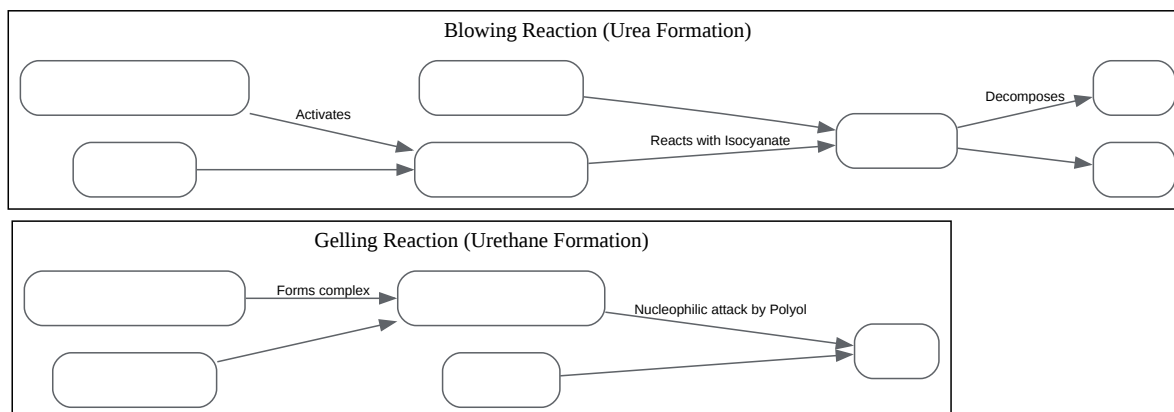 Blowing Reaction (Urea Formation)
Activates
Reacts with Isocyanate
Decomposes
Gelling Reaction (Urethane Formation)
Forms complex
Nucleophilic attack by Polyol